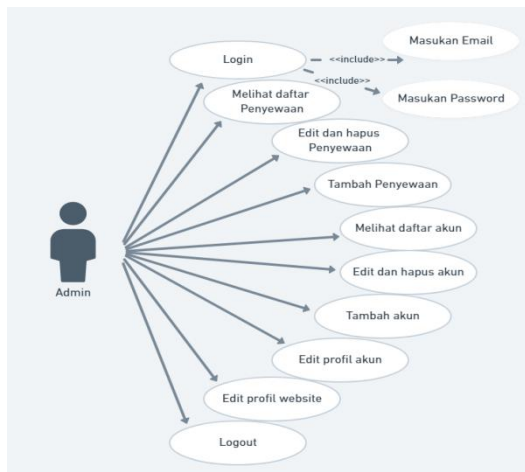 Login
<<include>>
Masukan Email
<<include>>
Masukan Password
Melihat daftar
Penyewaan
Edit dan hapus
Penyewaan
Tambah Penyewaan
Melihat daftar akun
Admin
Edit dan hapus akun
Tambah akun
Edit profil akun
Edit profil website
Logout